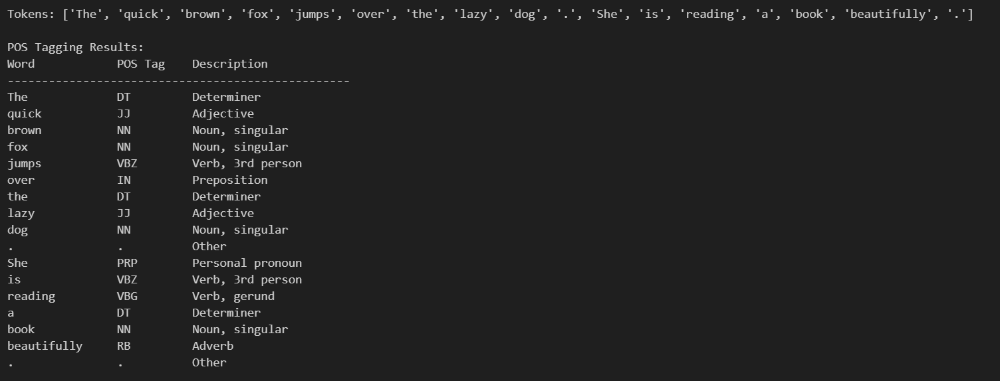 Tokens: ['The', 'quick', 'brown', 'fox', 'jumps', 'over', 'the', 'lazy', 'dog', '.', 'She', 'is', 'reading', 'a', 'book', 'beautifully', '.']
POS Tagging Results:
Word POS Tag Description
--------------------------------------------------
The DT Determiner
quick JJ Adjective
brown NN Noun, singular
fox NN Noun, singular
jumps VBZ Verb, 3rd person
over IN Preposition
the DT Determiner
lazy JJ Adjective
dog NN Noun, singular
. . Other
She PRP Personal pronoun
is VBZ Verb, 3rd person
reading VBG Verb, gerund
a DT Determiner
book NN Noun, singular
beautifully RB Adverb
. . Other